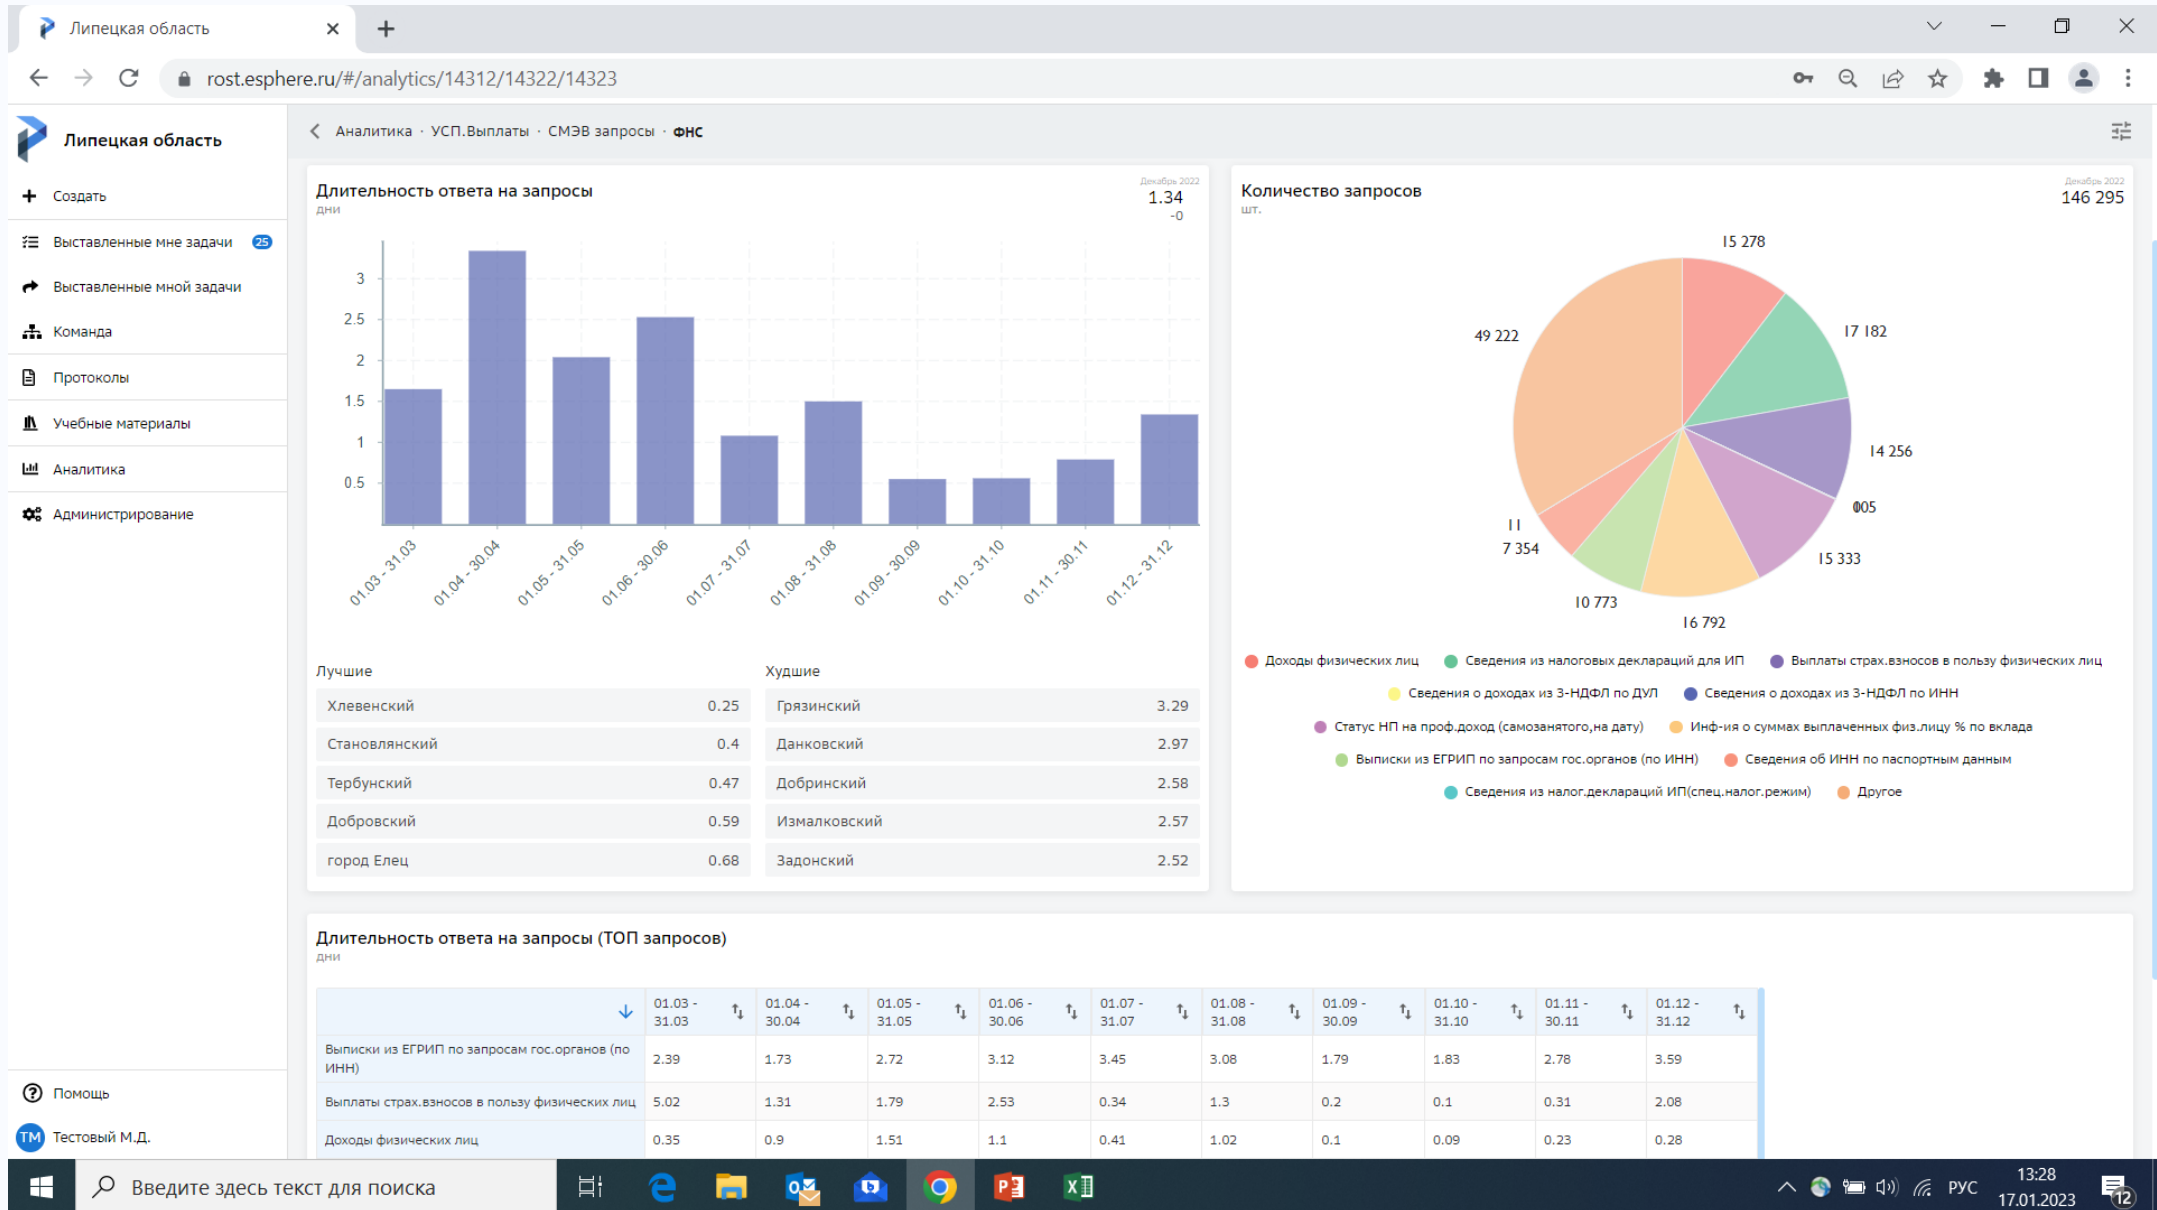 Липецкая область
rost.esphere.ru/#/analytics/14312/14322/14323
Липецкая область
Создать
Выставленные мне задачи 25
Выставленные мной задачи
Команда
Протоколы
Учебные материалы
Аналитика
Администрирование
Помощь
ТМ Тестовый М.Д.
Аналитика · УСП.Выплаты · СМЭВ запросы · ФНС
Длительность ответа на запросы
дни
Декабрь 2022
1.34
-0
3
2.5
2
1.5
1
0.5
01.03 - 31.03
01.04 - 30.04
01.05 - 31.05
01.06 - 30.06
01.07 - 31.07
01.08 - 31.08
01.09 - 30.09
01.10 - 31.10
01.11 - 30.11
01.12 - 31.12
Лучшие
Хлевенский 0.25
Становлянский 0.4
Тербунский 0.47
Добровский 0.59
город Елец 0.68
Худшие
Грязинский 3.29
Данковский 2.97
Добринский 2.58
Измалковский 2.57
Задонский 2.52
Количество запросов
шт.
Декабрь 2022
146 295
15 278
17 182
14 256
15 333
16 792
10 773
7 354
11
49 222
Доходы физических лиц Сведения из налоговых деклараций для ИП Выплаты страх.взносов в пользу физических лиц
Сведения о доходах из 3-НДФЛ по ДУЛ Сведения о доходах из 3-НДФЛ по ИНН
Статус НП на проф.доход (самозанятого,на дату) Инф-ия о суммах выплаченных физ.лицу % по вклада
Выписки из ЕГРИП по запросам гос.органов (по ИНН) Сведения об ИНН по паспортным данным
Сведения из налог.деклараций ИП(спец.налог.режим) Другое
Длительность ответа на запросы (ТОП запросов)
дни
01.03 - 01.04 - 01.05 - 01.06 - 01.07 - 01.08 - 01.09 - 01.10 - 01.11 - 01.12 -
31.03 30.04 31.05 30.06 31.07 31.08 30.09 31.10 30.11 31.12
Выписки из ЕГРИП по запросам гос.органов (по
ИНН)
2.39 1.73 2.72 3.12 3.45 3.08 1.79 1.83 2.78 3.59
Выплаты страх.взносов в пользу физических лиц 5.02 1.31 1.79 2.53 0.34 1.3 0.2 0.1 0.31 2.08
Доходы физических лиц 0.35 0.9 1.51 1.1 0.41 1.02 0.1 0.09 0.23 0.28
Введите здесь текст для поиска
РУС
13:28
17.01.2023
12